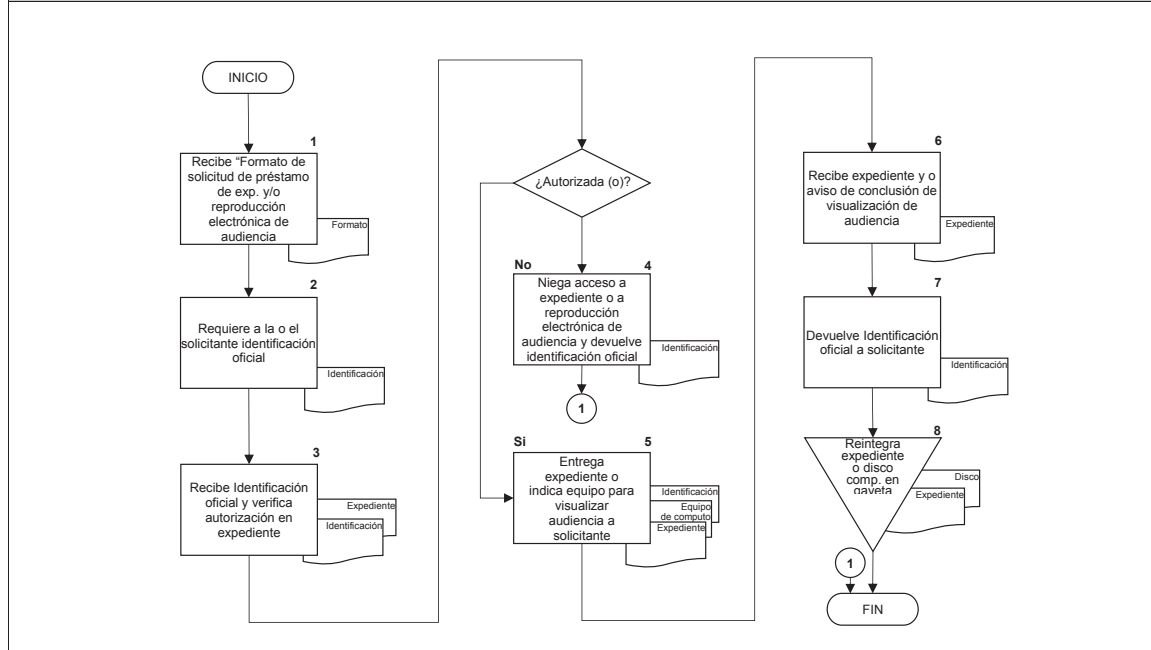 INICIO
1
Recibe “Formato de
solicitud de préstamo
de exp. y/o
reproducción
electrónica de
audiencia
Formato
2
Requiere a la o el
solicitante identificación
oficial
Identificación
3
Recibe Identificación
oficial y verifica
autorización en
expediente
Expediente
Identificación
¿Autorizada (o)?
No
4
Niega acceso a
expediente o a
reproducción
electrónica de
audiencia y devuelve
identificación oficial
Identificación
1
Si
5
Entrega
expediente o
indica equipo para
visualizar
audiencia a
solicitante
Identificación
Equipo
de computo
Expediente
6
Recibe expediente y o
aviso de conclusión de
visualización de
audiencia
Expediente
7
Devuelve Identificación
oficial a solicitante
Identificación
8
Reintegra
expediente
o disco
comp. en
gaveta
Disco
Expediente
1
FIN